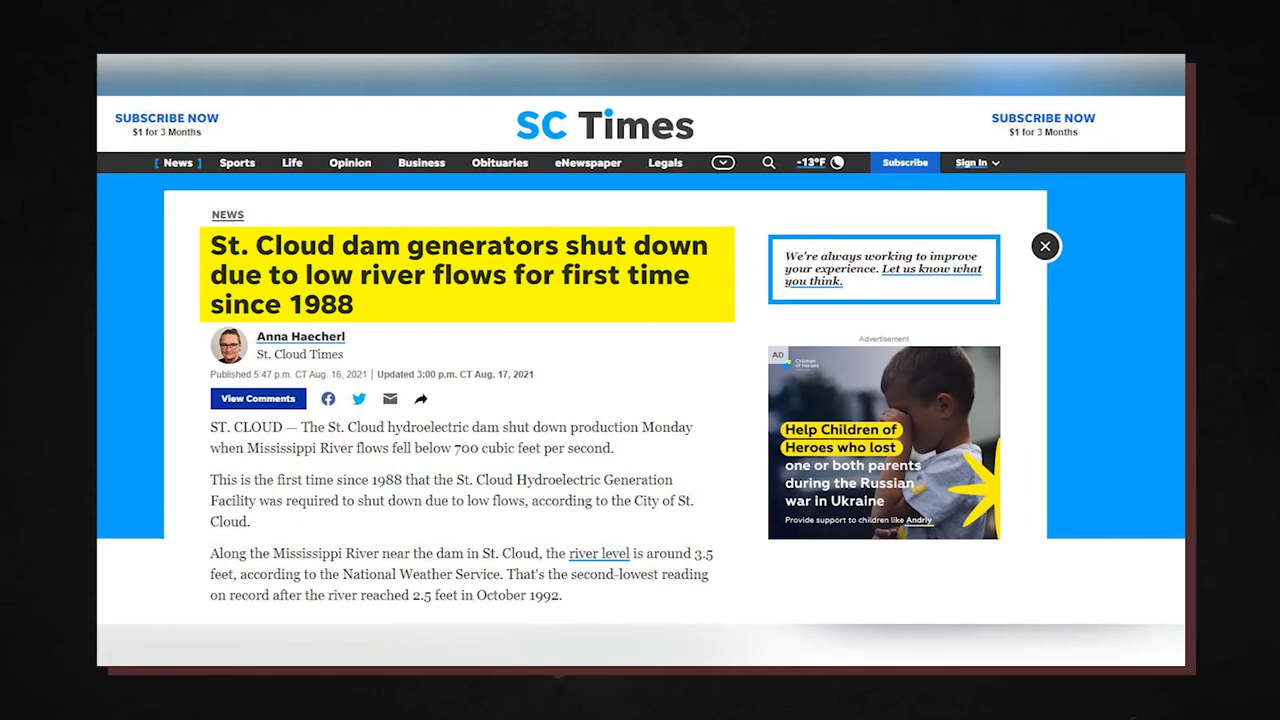 SUBSCRIBE NOW
$1 for 3 Months
SC Times
SUBSCRIBE NOW
$1 for 3 Months
[ News ] Sports Life Opinion Business Obituaries eNewspaper Legals -13°F Subscribe Sign In
NEWS
St. Cloud dam generators shut down
due to low river flows for first time
since 1988
Anna Haecherl
St. Cloud Times
Published 5:47 p.m. CT Aug. 16, 2021 | Updated 3:00 p.m. CT Aug. 17, 2021
View Comments
ST. CLOUD — The St. Cloud hydroelectric dam shut down production Monday
when Mississippi River flows fell below 700 cubic feet per second.
This is the first time since 1988 that the St. Cloud Hydroelectric Generation
Facility was required to shut down due to low flows, according to the City of St.
Cloud.
Along the Mississippi River near the dam in St. Cloud, the river level is around 3.5
feet, according to the National Weather Service. That's the second-lowest reading
on record after the river reached 2.5 feet in October 1992.
We're always working to improve
your experience. Let us know what
you think.
Advertisement
AD
Children
of Heroes
Help Children of
Heroes who lost
one or both parents
during the Russian
war in Ukraine
Provide support to children like Andriy